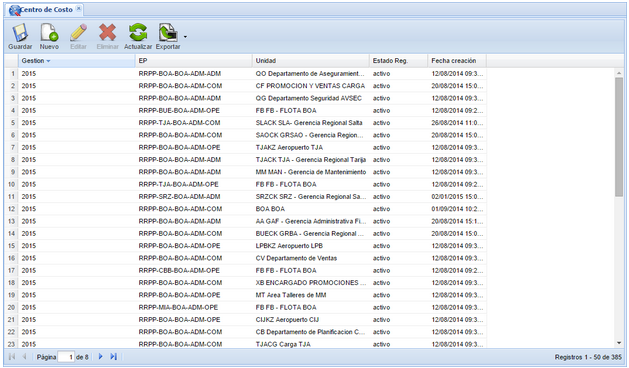 Centro de Costo
Guardar Nuevo Editar Eliminar Actualizar Exportar
Gestion EP Unidad Estado Reg. Fecha creación
1 2015 RRPP-BOA-BOA-ADM-ADM QO Departamento de Aseguramient... activo 12/08/2014 09:3...
2 2015 RRPP-BOA-BOA-ADM-COM CF PROMOCION Y VENTAS CARGA activo 20/08/2014 15:0...
3 2015 RRPP-BOA-BOA-ADM-ADM QG Departamento Seguridad AVSEC activo 12/08/2014 09:3...
4 2015 RRPP-BUE-BOA-ADM-OPE FB FB - FLOTA BOA activo 12/08/2014 09:2...
5 2015 RRPP-TJA-BOA-ADM-COM SLACK SLA- Gerencia Regional Salta activo 26/08/2014 11:0...
6 2015 RRPP-BOA-BOA-ADM-COM SAOCK GRSAO - Gerencia Region... activo 20/08/2014 15:0...
7 2015 RRPP-BOA-BOA-ADM-OPE TJAKZ Aeropuerto TJA activo 12/08/2014 09:3...
8 2015 RRPP-BOA-BOA-ADM-ADM TJACK TJA - Gerencia Regional Tarija activo 12/08/2014 09:3...
9 2015 RRPP-BOA-BOA-ADM-ADM MM MAN - Gerencia de Mantenimiento activo 12/08/2014 09:3...
10 2015 RRPP-TJA-BOA-ADM-OPE FB FB - FLOTA BOA activo 12/08/2014 09:2...
11 2015 RRPP-SRZ-BOA-ADM-ADM SRZCK SRZ - Gerencia Regional Sa... activo 02/01/2015 15:0...
12 2015 RRPP-BOA-BOA-ADM-COM BOA BOA activo 01/09/2014 10:2...
13 2015 RRPP-BOA-BOA-ADM-ADM AA GAF - Gerencia Administrativa Fi... activo 20/08/2014 15:1...
14 2015 RRPP-BOA-BOA-ADM-COM BUECK GRBA - Gerencia Regional ... activo 20/08/2014 15:0...
15 2015 RRPP-BOA-BOA-ADM-OPE LPBKZ Aeropuerto LPB activo 12/08/2014 09:3...
16 2015 RRPP-BOA-BOA-ADM-COM CV Departamento de Ventas activo 12/08/2014 09:3...
17 2015 RRPP-CBB-BOA-ADM-OPE FB FB - FLOTA BOA activo 12/08/2014 09:2...
18 2015 RRPP-BOA-BOA-ADM-COM XB ENCARGADO PROMOCIONES ... activo 12/08/2014 09:3...
19 2015 RRPP-BOA-BOA-ADM-OPE MT Area Talleres de MM activo 12/08/2014 09:3...
20 2015 RRPP-MIA-BOA-ADM-OPE FB FB - FLOTA BOA activo 12/08/2014 09:2...
21 2015 RRPP-BOA-BOA-ADM-OPE CIJKZ Aeropuerto CIJ activo 12/08/2014 09:3...
22 2015 RRPP-BOA-BOA-ADM-COM CB Departamento de Planificacion C... activo 12/08/2014 09:3...
23 2015 RRPP-BOA-BOA-ADM-COM TJACG Carga TJA activo 12/08/2014 09:3...
Página 1 de 8 Registros 1 - 50 de 385